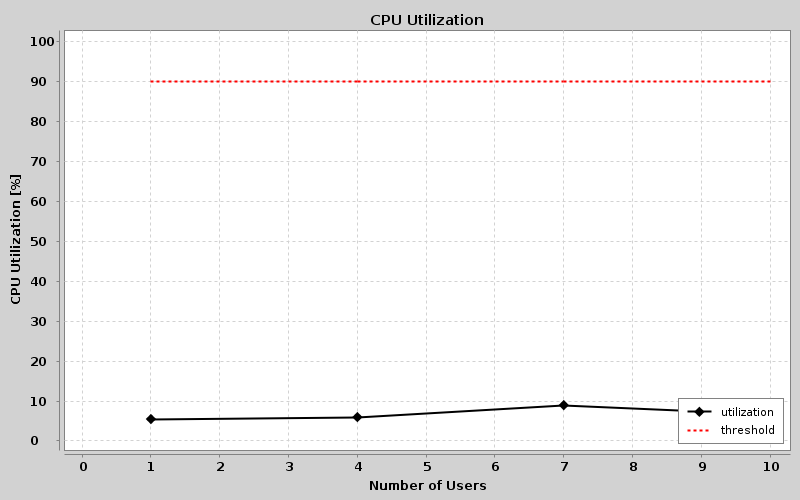 CPU Utilization
100
90
80
70
60
50
40
30
20
10
0
CPU Utilization [%]
utilization
threshold
0 1 2 3 4 5 6 7 8 9 10
Number of Users